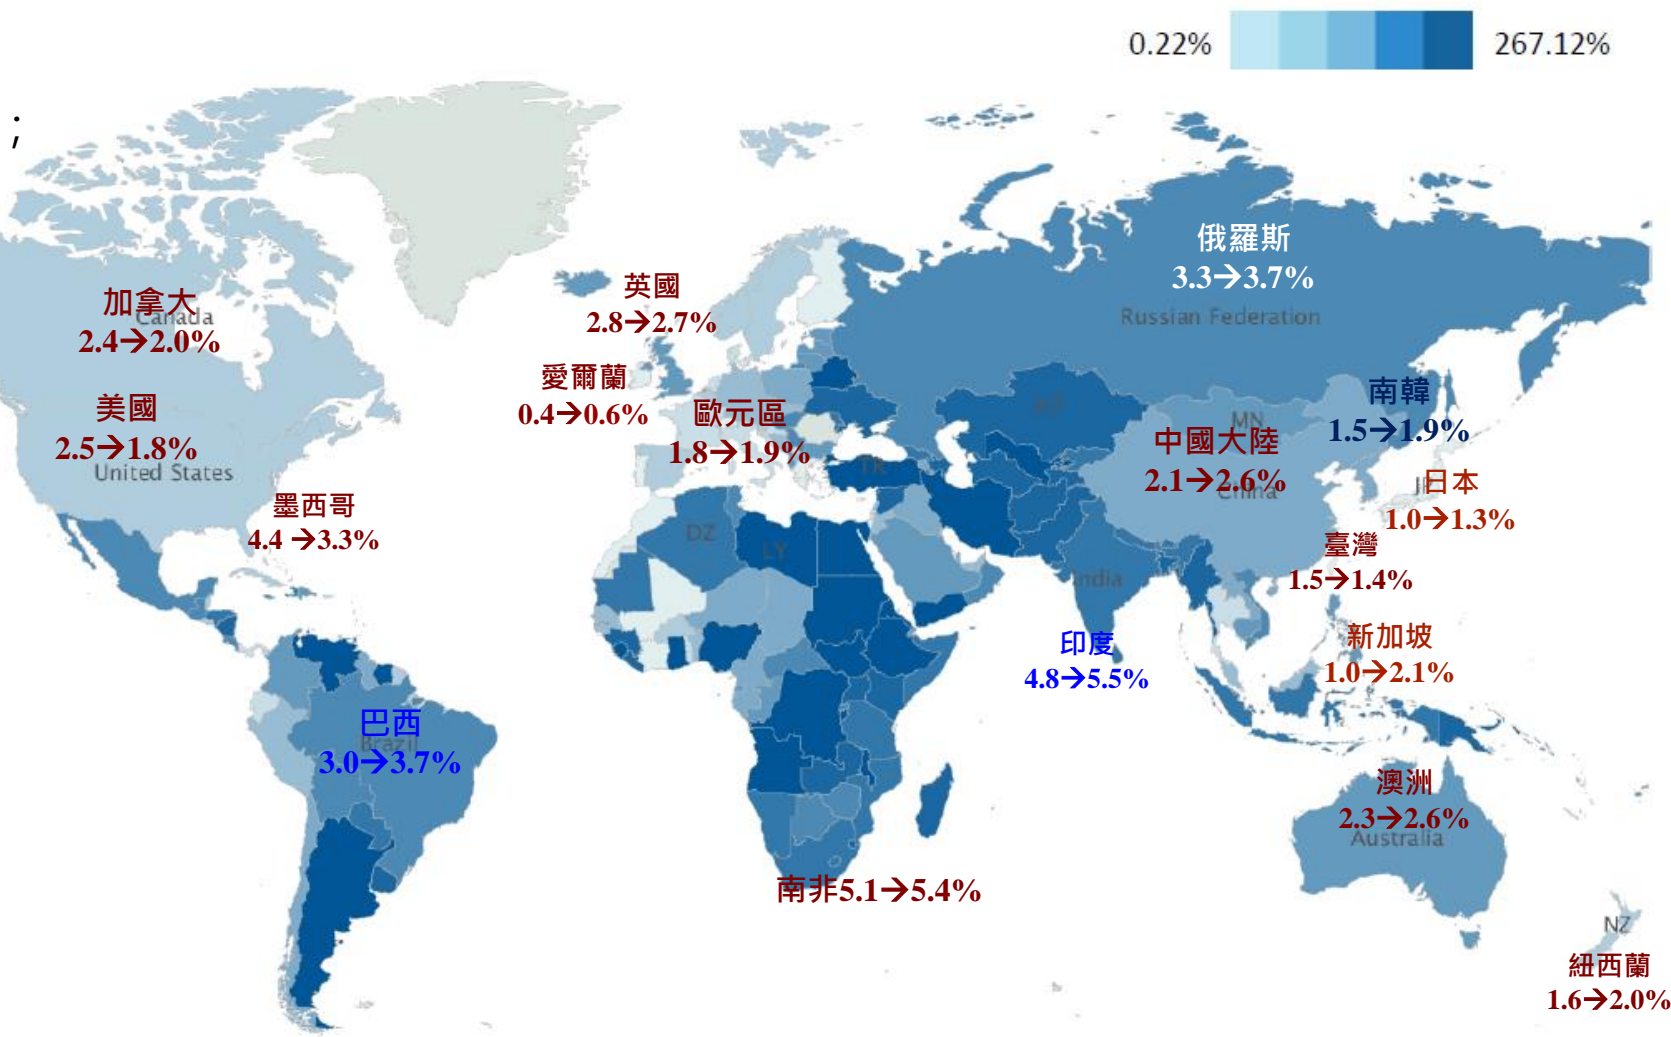 0.22%
267.12%
;
俄羅斯
3.3→3.7%
Russian Federation
加拿大
Canada
2.4→2.0%
英國
2.8→2.7%
愛爾蘭
0.4→0.6%
美國
2.5→1.8%
United States
歐元區
1.8→1.9%
南韓
1.5→1.9%
MN
中國大陸
2.1→2.6%
China
TR
日本
JP
1.0→1.3%
墨西哥
4.4→3.3%
DZ
LY
臺灣
1.5→1.4%
India
印度
4.8→5.5%
新加坡
1.0→2.1%
巴西
Brazil
3.0→3.7%
澳洲
2.3→2.6%
Australia
南非5.1→5.4%
NZ
紐西蘭
1.6→2.0%